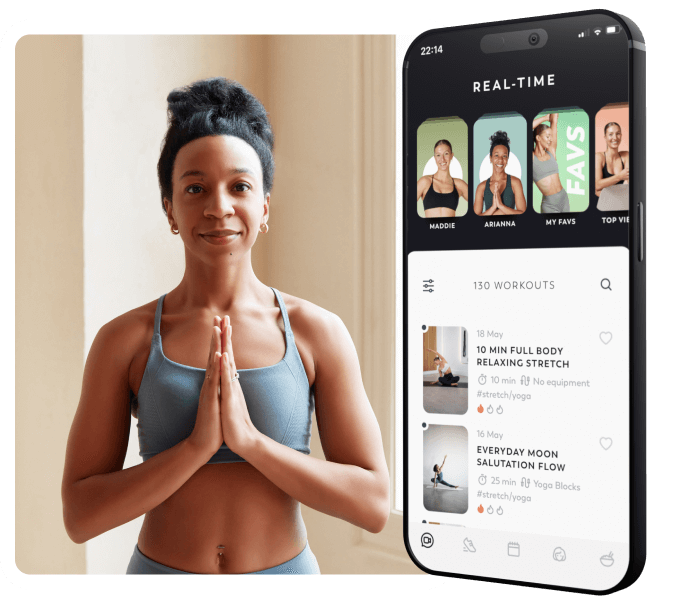 22:14
REAL-TIME
FAVS
MADDIE
ARIANNA
MY FAVS
TOP VIE
130 WORKOUTS
18 May
10 MIN FULL BODY
RELAXING STRETCH
10 min No equipment
#stretch/yoga
16 May
EVERYDAY MOON
SALUTATION FLOW
25 min Yoga Blocks
#stretch/yoga